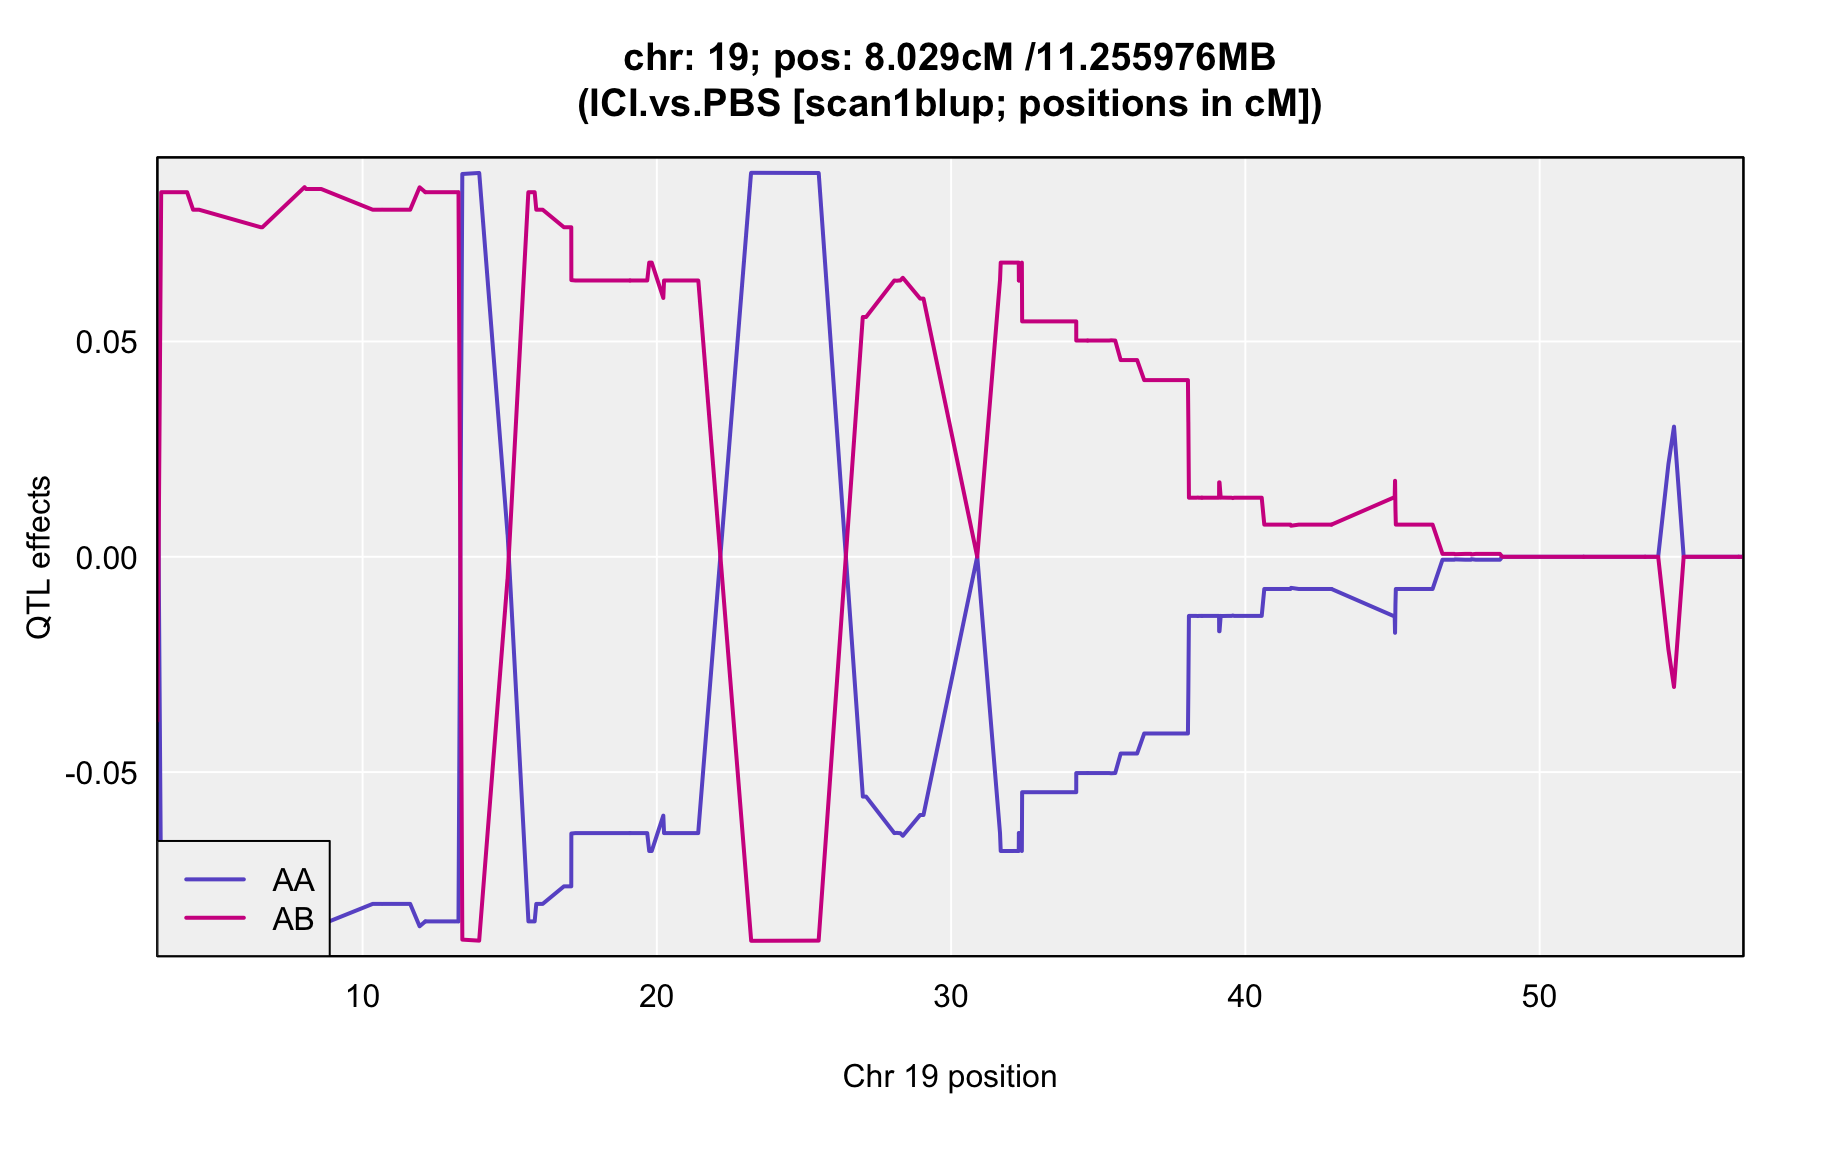 chr: 19; pos: 8.029cM /11.255976MB
(ICI.vs.PBS [scan1blup; positions in cM])
QTL effects
0.05
0.00
-0.05
AA
AB
10 20 30 40 50
Chr 19 position